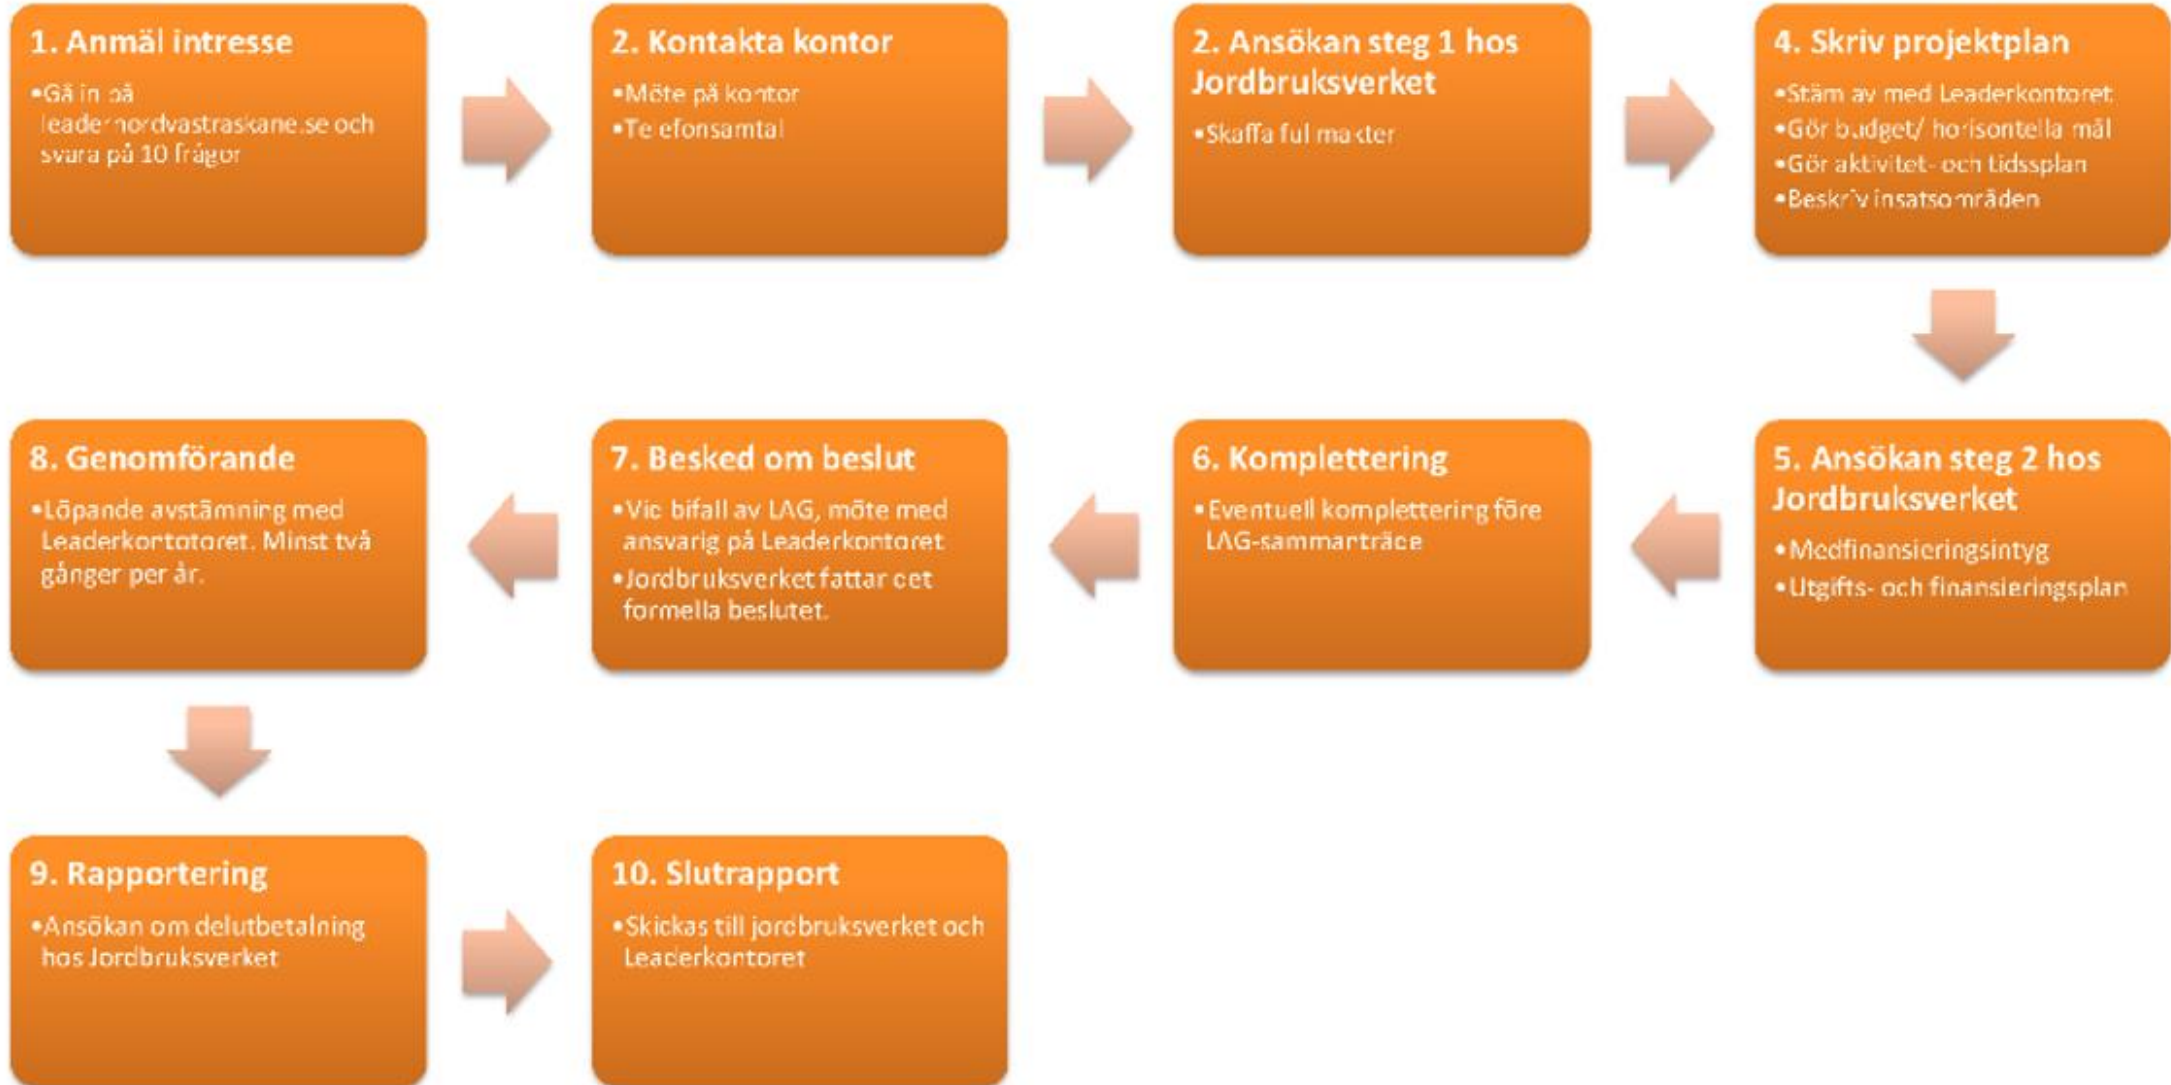 1. Anmäl intresse
•Gå in på
leadernordvastraskane.se och
svara på 10 frågor
2. Kontakta kontor
•Möte på kontor
•Telefonsamtal
2. Ansökan steg 1 hos
Jordbruksverket
•Skaffa fullmakter
4. Skriv projektplan
•Stäm av med Leaderkontoret
•Gör budget/ horisontella mål
•Gör aktivitet- och tidssplan
•Beskriv insatsområden
5. Ansökan steg 2 hos
Jordbruksverket
•Medfinansieringsintyg
•Utgifts- och finansieringsplan
6. Komplettering
•Eventuell komplettering före
LAG-sammanträde
7. Besked om beslut
•Vid bifall av LAG, möte med
ansvarig på Leaderkontoret
•Jordbruksverket fattar det
formella beslutet.
8. Genomförande
•Löpande avstämning med
Leaderkontotoret. Minst två
gånger per år.
9. Rapportering
•Ansökan om delutbetalning
hos Jordbruksverket
10. Slutrapport
•Skickas till jordbruksverket och
Leaderkontoret